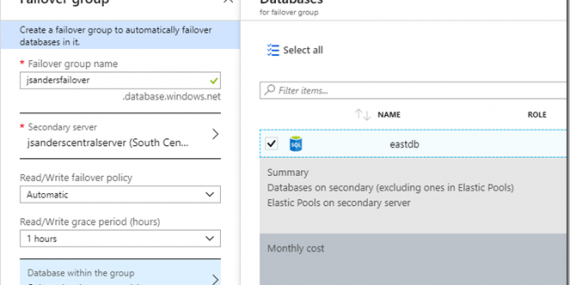 Failover group
Create a failover group to automatically failover
databases in it.
* Failover group name
jsandersfailover
.database.windows.net
* Secondary server
jsanderscentralserver (South Cen...
Read/Write failover policy
Automatic
Read/Write grace period (hours)
1 hours
Database within the group
Databases
for failover group
Select all
Filter items...
NAME
ROLE
SQL
eastdb
Summary
Databases on secondary (excluding ones in Elastic Pools)
Elastic Pools on secondary server
Monthly cost